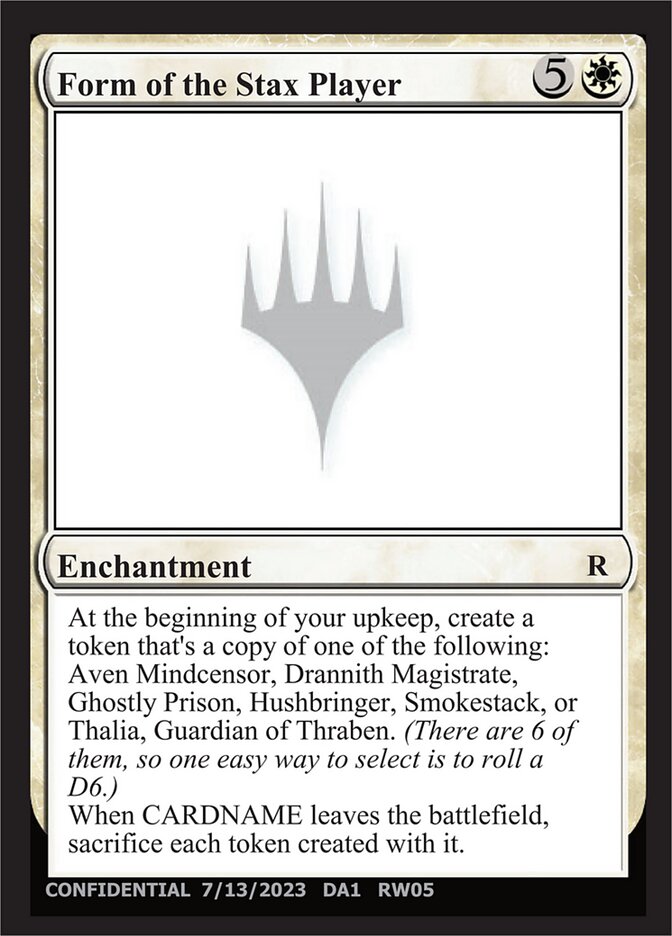 Form of the Stax Player
5
Enchantment
R
At the beginning of your upkeep, create a
token that's a copy of one of the following:
Aven Mindcensor, Drannith Magistrate,
Ghostly Prison, Hushbringer, Smokestack, or
Thalia, Guardian of Thraben. (There are 6 of
them, so one easy way to select is to roll a
D6.)
When CARDNAME leaves the battlefield,
sacrifice each token created with it.
CONFIDENTIAL 7/13/2023 DA1 RW05